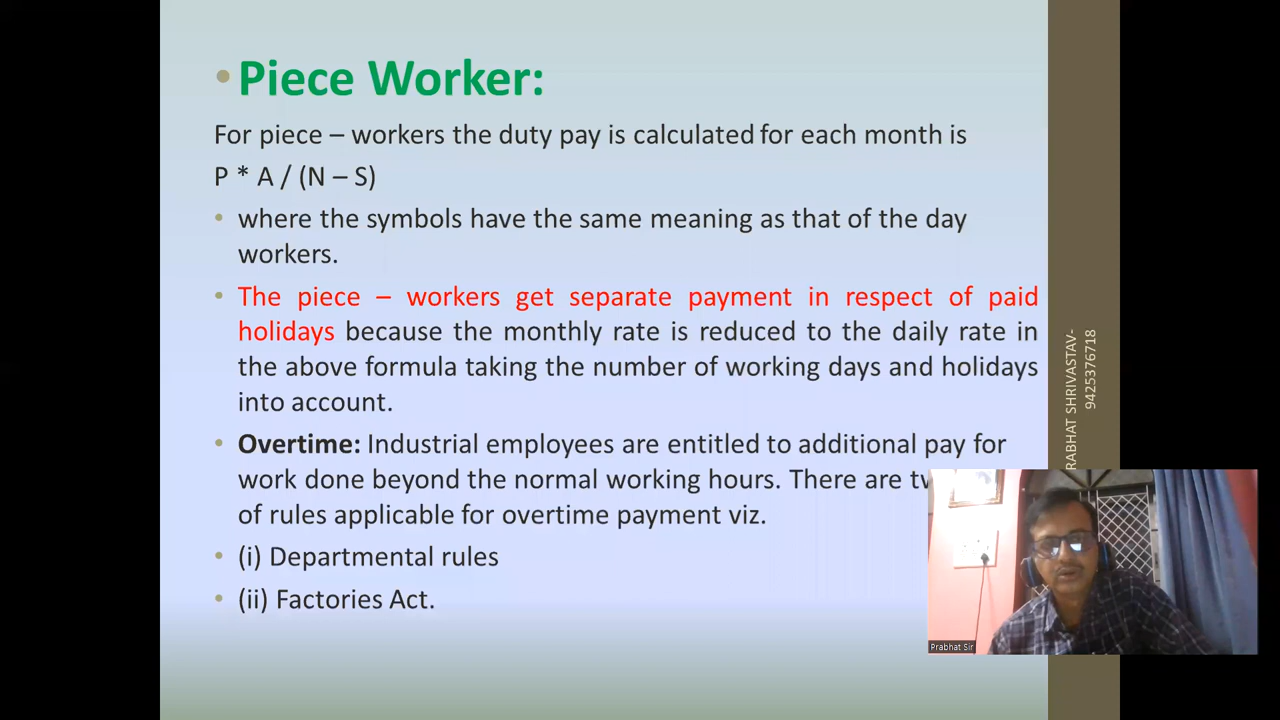 • Piece Worker:
For piece – workers the duty pay is calculated for each month is
P * A / (N – S)
• where the symbols have the same meaning as that of the day
workers.
• The piece – workers get separate payment in respect of paid
holidays because the monthly rate is reduced to the daily rate in
the above formula taking the number of working days and holidays
into account.
• Overtime: Industrial employees are entitled to additional pay for
work done beyond the normal working hours. There are
of rules applicable for overtime payment viz.
• (i) Departmental rules
• (ii) Factories Act.
RABHAT SHRIVASTAV-
9425376718
Prabhat Sir